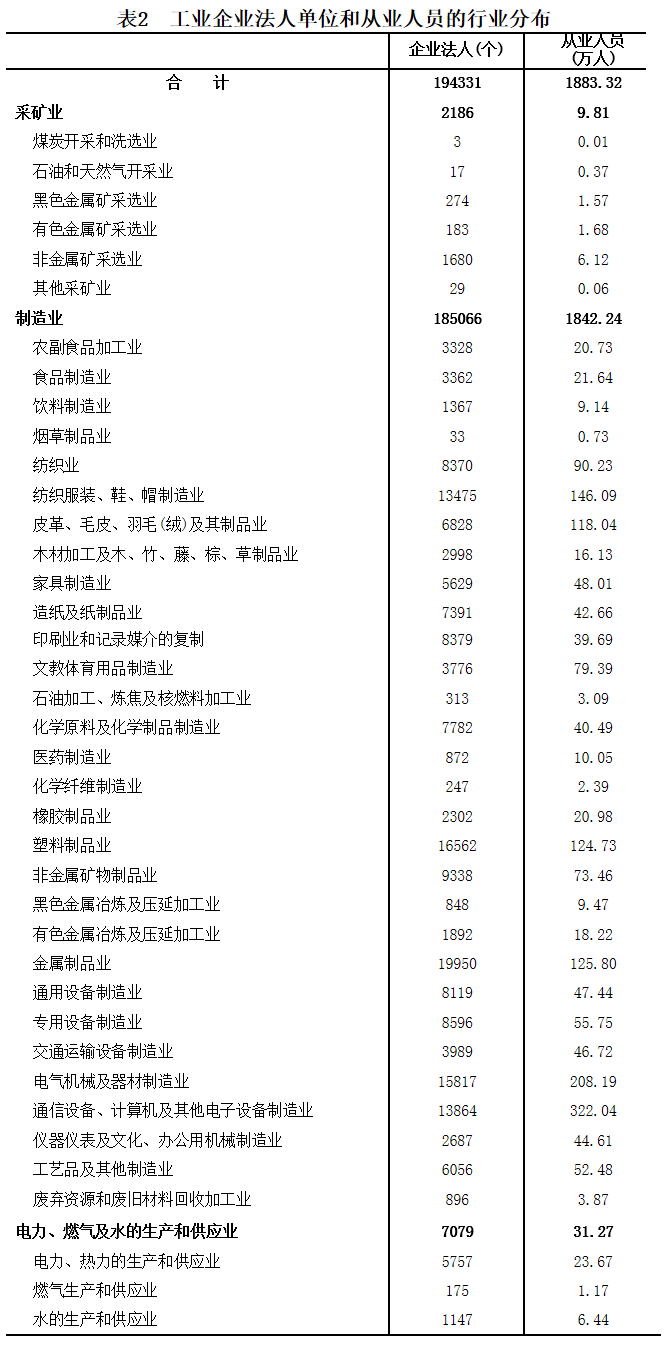 表2 工业企业法人单位和从业人员的行业分布
企业法人(个) 从业人员(万人)
合 计 194331 1883.32
采矿业 2186 9.81
煤炭开采和洗选业 3 0.01
石油和天然气开采业 17 0.37
黑色金属矿采选业 274 1.57
有色金属矿采选业 183 1.68
非金属矿采选业 1680 6.12
其他采矿业 29 0.06
制造业 185066 1842.24
农副食品加工业 3328 20.73
食品制造业 3362 21.64
饮料制造业 1367 9.14
烟草制品业 33 0.73
纺织业 8370 90.23
纺织服装、鞋、帽制造业 13475 146.09
皮革、毛皮、羽毛(绒)及其制品业 6828 118.04
木材加工及木、竹、藤、棕、草制品业 2998 16.13
家具制造业 5629 48.01
造纸及纸制品业 7391 42.66
印刷业和记录媒介的复制 8379 39.69
文教体育用品制造业 3776 79.39
石油加工、炼焦及核燃料加工业 313 3.09
化学原料及化学制品制造业 7782 40.49
医药制造业 872 10.05
化学纤维制造业 247 2.39
橡胶制品业 2302 20.98
塑料制品业 16562 124.73
非金属矿物制品业 9338 73.46
黑色金属冶炼及压延加工业 848 9.47
有色金属冶炼及压延加工业 1892 18.22
金属制品业 19950 125.80
通用设备制造业 8119 47.44
专用设备制造业 8596 55.75
交通运输设备制造业 3989 46.72
电气机械及器材制造业 15817 208.19
通信设备、计算机及其他电子设备制造业 13864 322.04
仪器仪表及文化、办公用机械制造业 2687 44.61
工艺品及其他制造业 6056 52.48
废弃资源和废旧材料回收加工业 896 3.87
电力、燃气及水的生产和供应业 7079 31.27
电力、热力的生产和供应业 5757 23.67
燃气生产和供应业 175 1.17
水的生产和供应业 1147 6.44